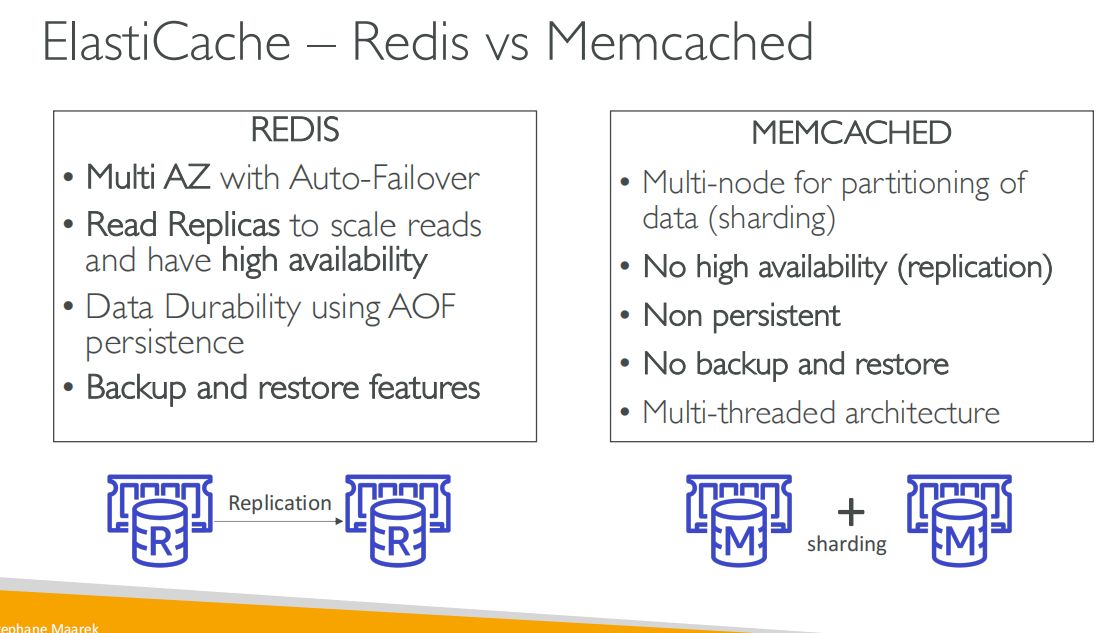 ElastiCache – Redis vs Memcached
REDIS
• Multi AZ with Auto-Failover
• Read Replicas to scale reads
and have high availability
• Data Durability using AOF
persistence
• Backup and restore features
MEMCACHED
• Multi-node for partitioning of
data (sharding)
• No high availability (replication)
• Non persistent
• No backup and restore
• Multi-threaded architecture
R
Replication
R
M
+
sharding
M
tephane Maarek